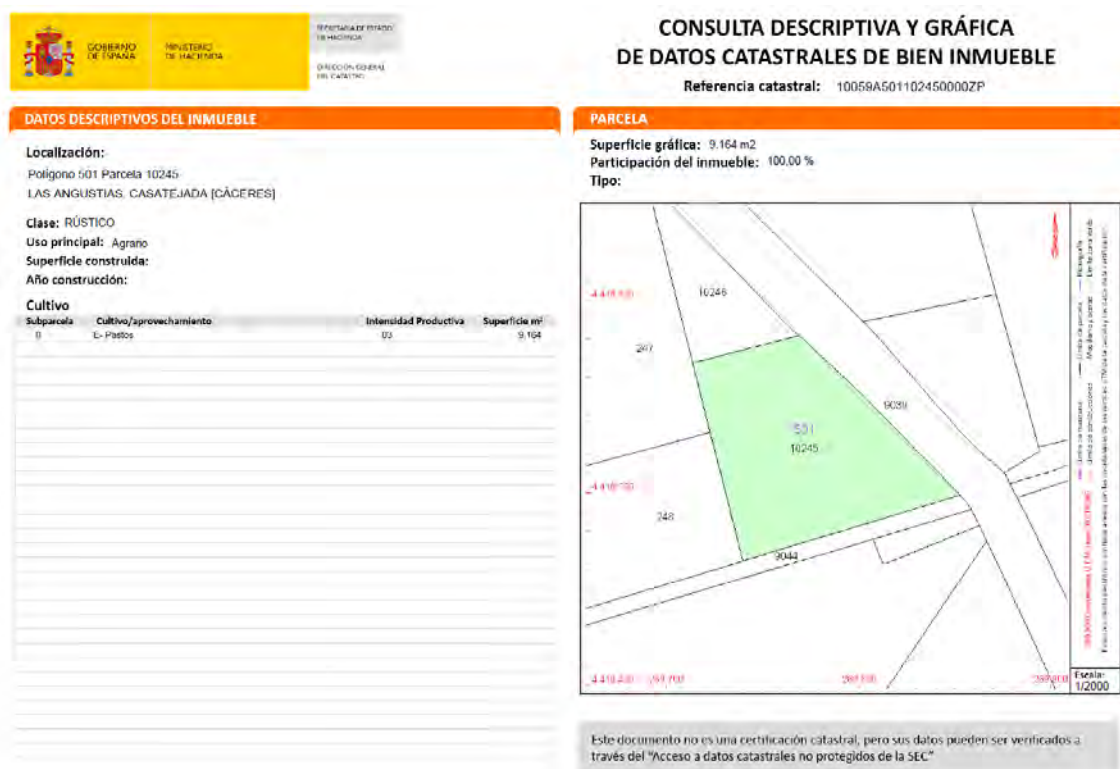 GOBIERNO
DE ESPAÑA
MINISTERIO
DE HACIENDA
SECRETARÍA DE ESTADO
DE HACIENDA
DIRECCIÓN GENERAL
DEL CATASTRO
CONSULTA DESCRIPTIVA Y GRÁFICA
DE DATOS CATASTRALES DE BIEN INMUEBLE
Referencia catastral: 10059A501102450000ZP
DATOS DESCRIPTIVOS DEL INMUEBLE
Localización:
Polígono 501 Parcela 10245
LAS ANGUSTIAS. CASATEJADA [CÁCERES]
Clase: RÚSTICO
Uso principal: Agrario
Superficie construida:
Año construcción:
Cultivo
Subparcela Cultivo/aprovechamiento Intensidad Productiva Superficie m²
0 E- Pastos 03 9.164
PARCELA
Superficie gráfica: 9.164 m2
Participación del inmueble: 100,00 %
Tipo:
10246
247
9039
501
10245
248
9044
Escala:
1/2000
Este documento no es una certificación catastral, pero sus datos pueden ser verificados a
través del "Acceso a datos catastrales no protegidos de la SEC"